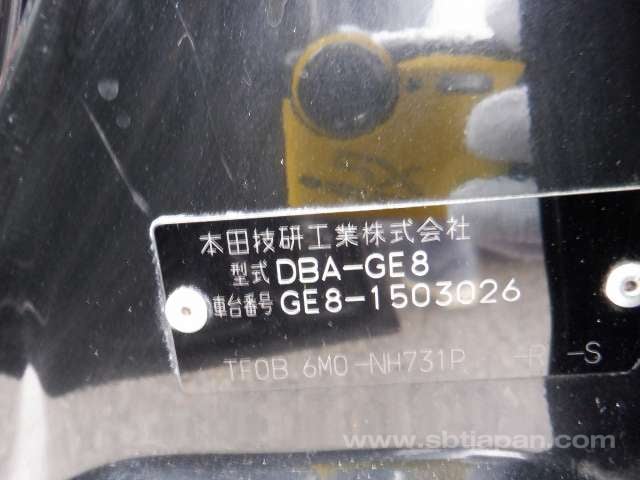 本田技研工業株式会社
型式 DBA-GE8
車台番号 GE8-1503026
TF0B 6M0-NH731P -R -S
www.sbtjapan.com